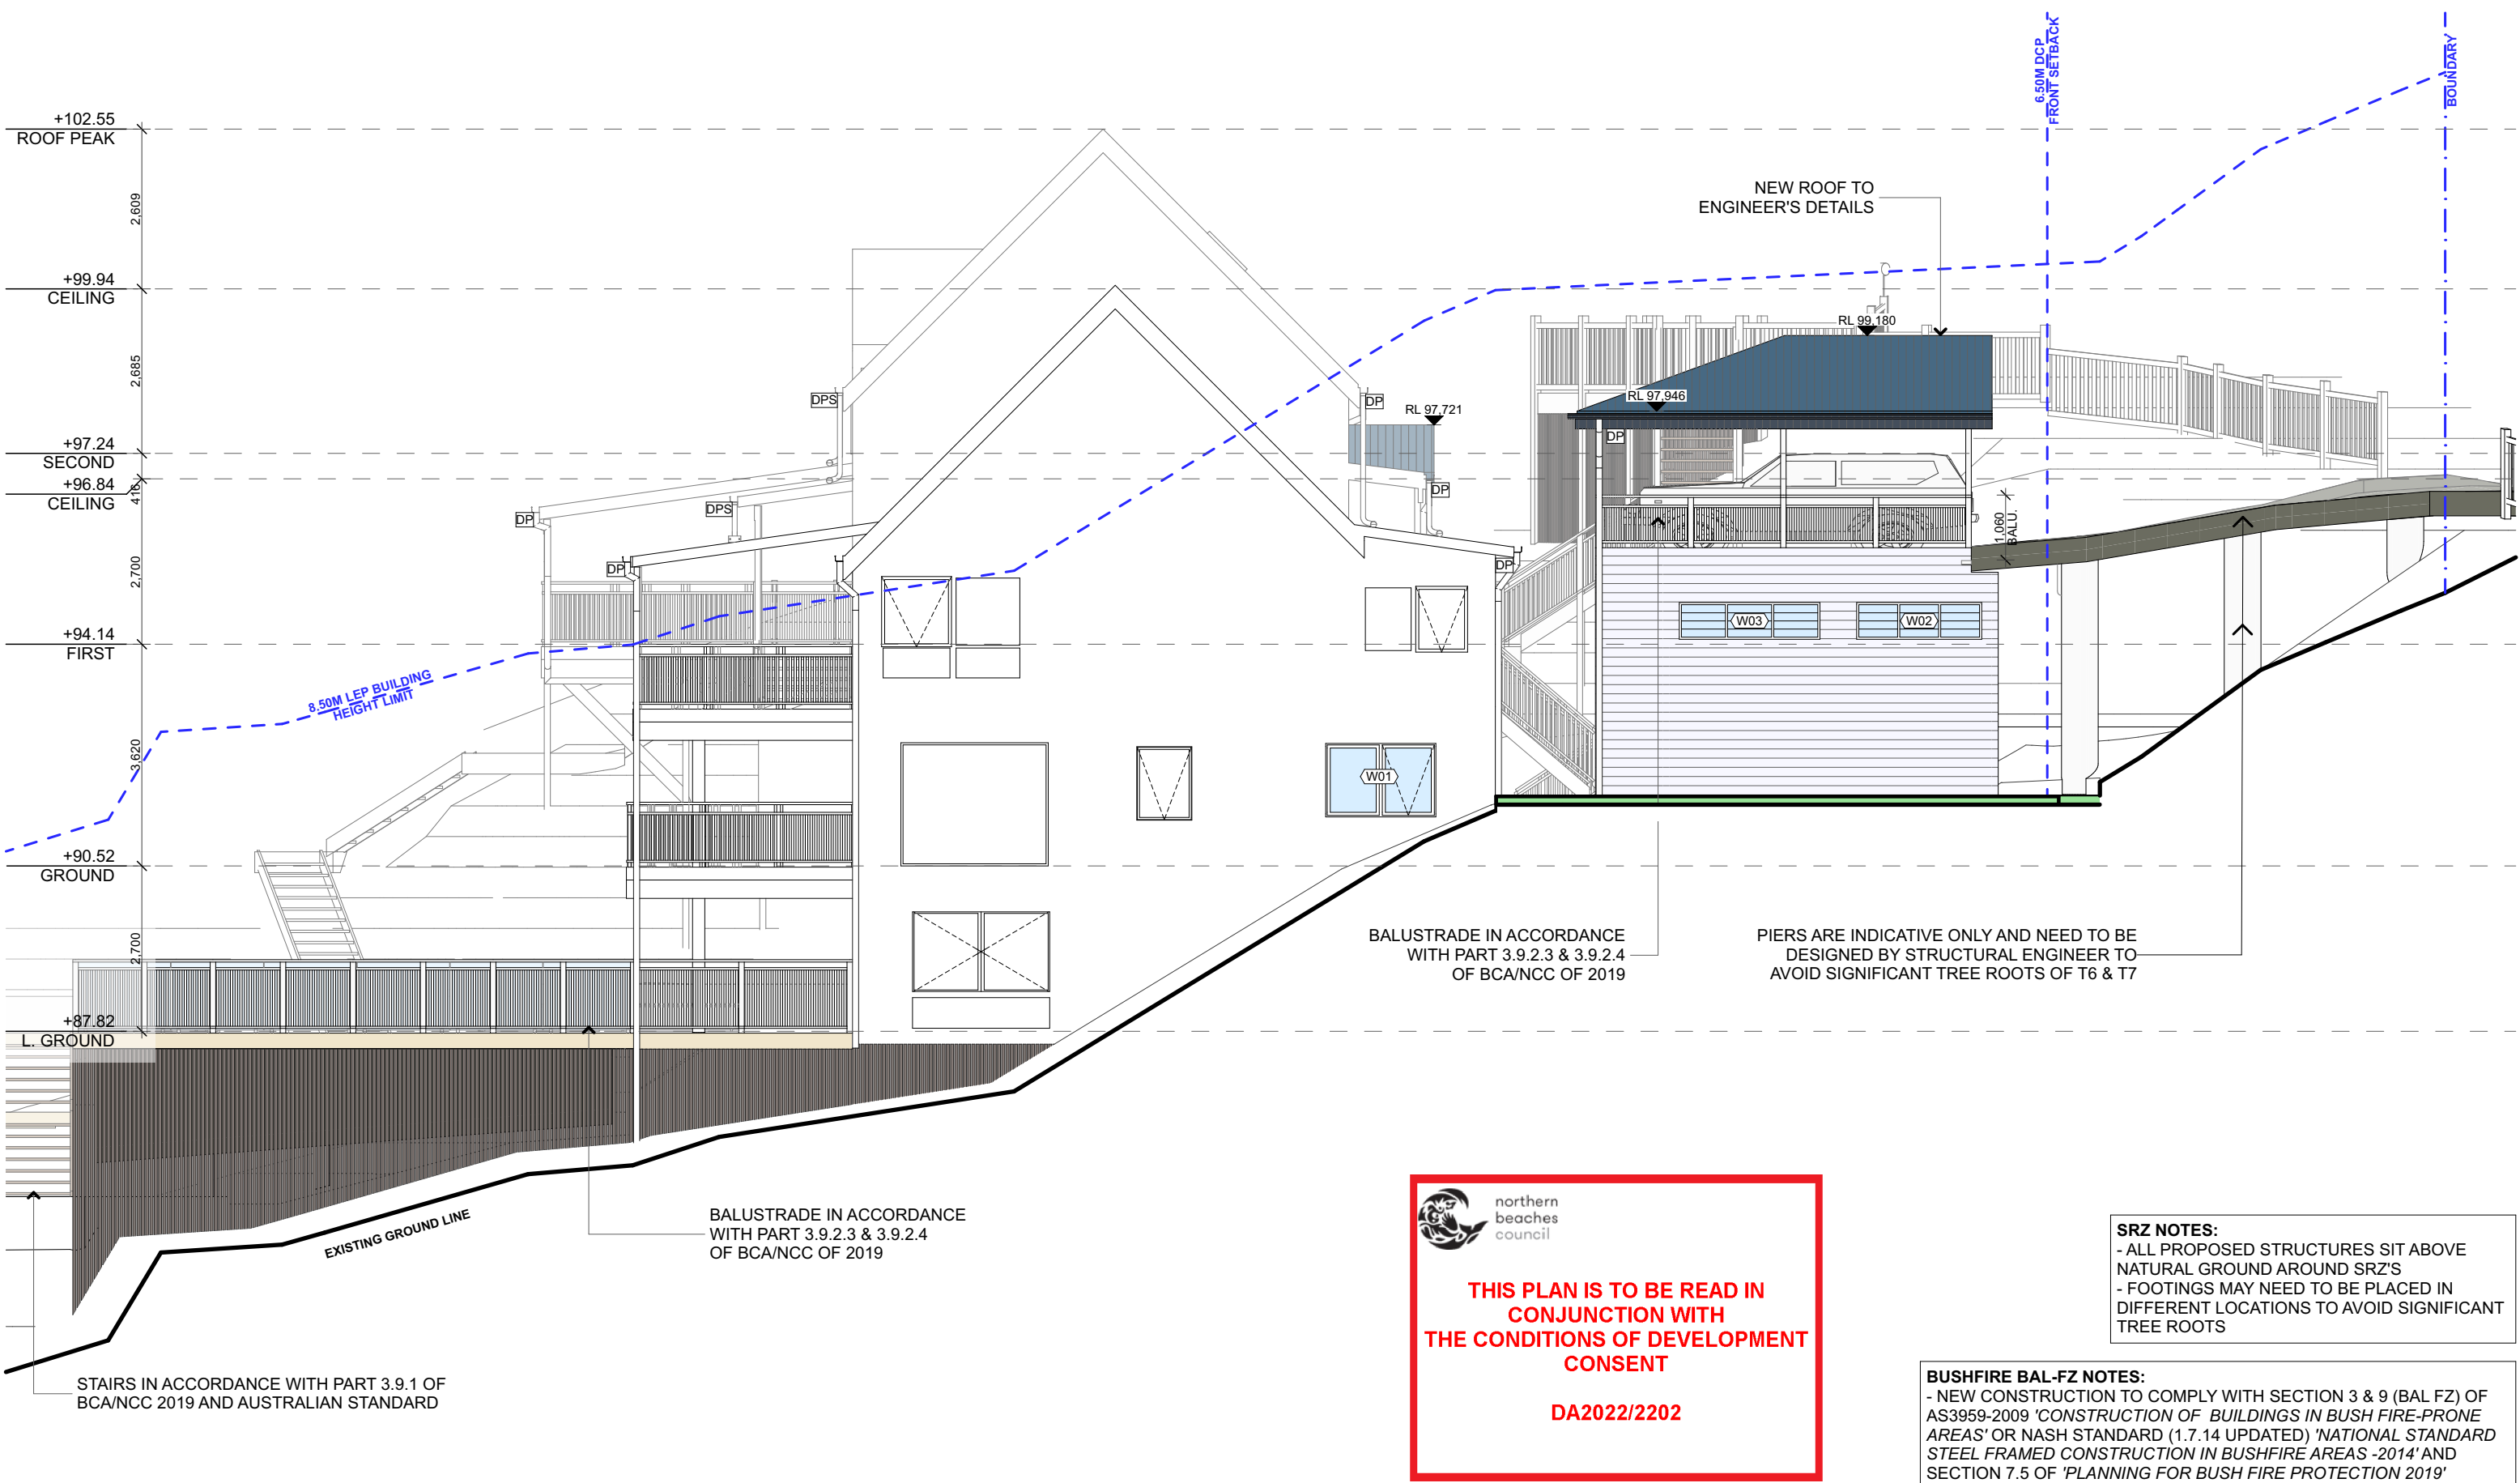 +102.55
ROOF PEAK
2,609
+99.94
CEILING
2,685
+97.24
SECOND
+96.84
CEILING
416
2,700
+94.14
FIRST
3,620
+90.52
GROUND
2,700
+87.82
L. GROUND
8.50M LEP BUILDING
HEIGHT LIMIT
6.50M DCP
FRONT SETBACK
BOUNDARY
NEW ROOF TO
ENGINEER'S DETAILS
RL 99,180
RL 97,946
RL 97,721
DPS
DPS
DP
DP
DP
DP
DP
DP
1,060
BALU.
W03
W02
W01
BALUSTRADE IN ACCORDANCE
WITH PART 3.9.2.3 & 3.9.2.4
OF BCA/NCC OF 2019
PIERS ARE INDICATIVE ONLY AND NEED TO BE
DESIGNED BY STRUCTURAL ENGINEER TO
AVOID SIGNIFICANT TREE ROOTS OF T6 & T7
EXISTING GROUND LINE
BALUSTRADE IN ACCORDANCE
WITH PART 3.9.2.3 & 3.9.2.4
OF BCA/NCC OF 2019
STAIRS IN ACCORDANCE WITH PART 3.9.1 OF
BCA/NCC 2019 AND AUSTRALIAN STANDARD
northern
beaches
council
THIS PLAN IS TO BE READ IN
CONJUNCTION WITH
THE CONDITIONS OF DEVELOPMENT
CONSENT
DA2022/2202
SRZ NOTES:
- ALL PROPOSED STRUCTURES SIT ABOVE
NATURAL GROUND AROUND SRZ'S
- FOOTINGS MAY NEED TO BE PLACED IN
DIFFERENT LOCATIONS TO AVOID SIGNIFICANT
TREE ROOTS
BUSHFIRE BAL-FZ NOTES:
- NEW CONSTRUCTION TO COMPLY WITH SECTION 3 & 9 (BAL FZ) OF
AS3959-2009 'CONSTRUCTION OF BUILDINGS IN BUSH FIRE-PRONE
AREAS' OR NASH STANDARD (1.7.14 UPDATED) 'NATIONAL STANDARD
STEEL FRAMED CONSTRUCTION IN BUSHFIRE AREAS -2014' AND
SECTION 7.5 OF 'PLANNING FOR BUSH FIRE PROTECTION 2019'